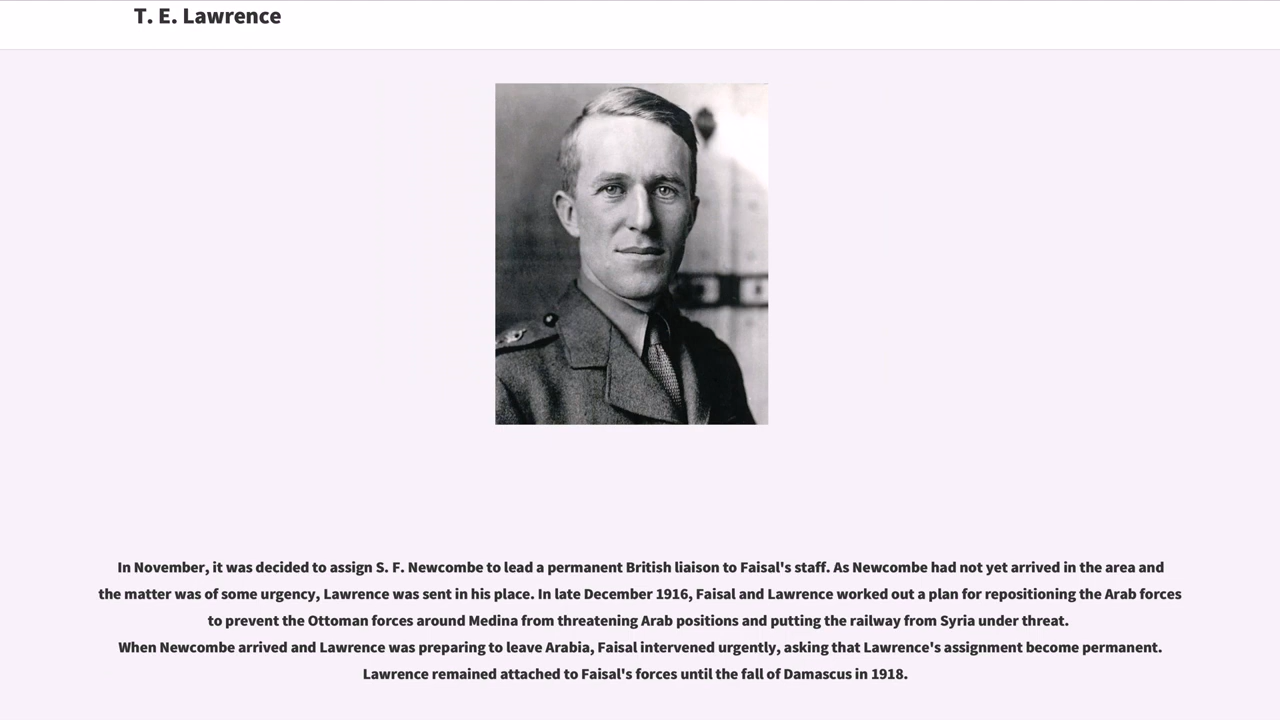 T. E. Lawrence
In November, it was decided to assign S. F. Newcombe to lead a permanent British liaison to Faisal's staff. As Newcombe had not yet arrived in the area and
the matter was of some urgency, Lawrence was sent in his place. In late December 1916, Faisal and Lawrence worked out a plan for repositioning the Arab forces
to prevent the Ottoman forces around Medina from threatening Arab positions and putting the railway from Syria under threat.
When Newcombe arrived and Lawrence was preparing to leave Arabia, Faisal intervened urgently, asking that Lawrence's assignment become permanent.
Lawrence remained attached to Faisal's forces until the fall of Damascus in 1918.